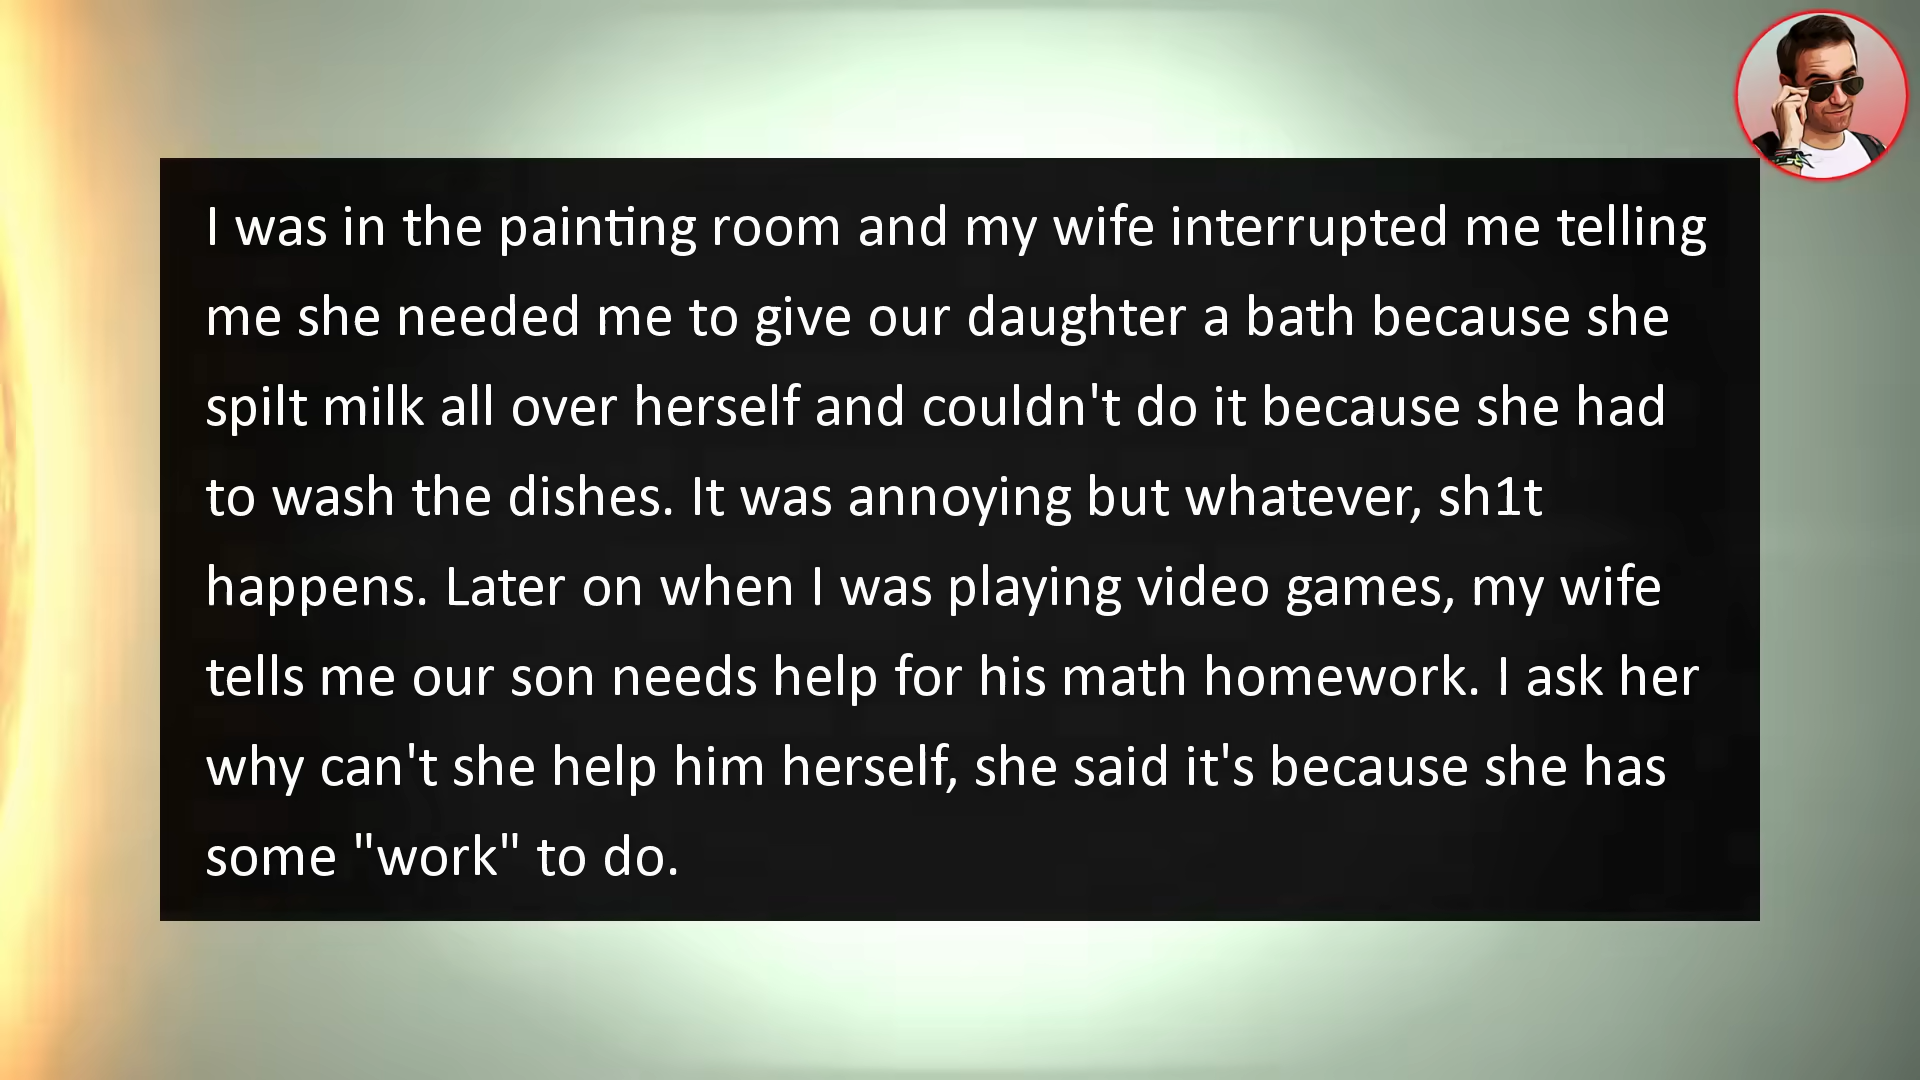 I was in the painting room and my wife interrupted me telling
me she needed me to give our daughter a bath because she
spilt milk all over herself and couldn't do it because she had
to wash the dishes. It was annoying but whatever, sh1t
happens. Later on when I was playing video games, my wife
tells me our son needs help for his math homework. I ask her
why can't she help him herself, she said it's because she has
some "work" to do.